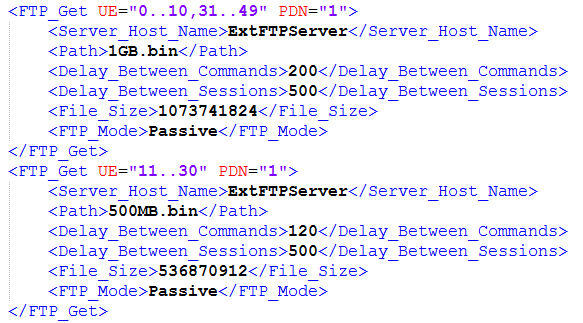 <FTP_Get UE="0..10,31..49" PDN="1">
<Server_Host_Name>ExtFTPServer</Server_Host_Name>
<Path>1GB.bin</Path>
<Delay_Between_Commands>200</Delay_Between_Commands>
<Delay_Between_Sessions>500</Delay_Between_Sessions>
<File_Size>1073741824</File_Size>
<FTP_Mode>Passive</FTP_Mode>
</FTP_Get>
<FTP_Get UE="11..30" PDN="1">
<Server_Host_Name>ExtFTPServer</Server_Host_Name>
<Path>500MB.bin</Path>
<Delay_Between_Commands>120</Delay_Between_Commands>
<Delay_Between_Sessions>500</Delay_Between_Sessions>
<File_Size>536870912</File_Size>
<FTP_Mode>Passive</FTP_Mode>
</FTP_Get>